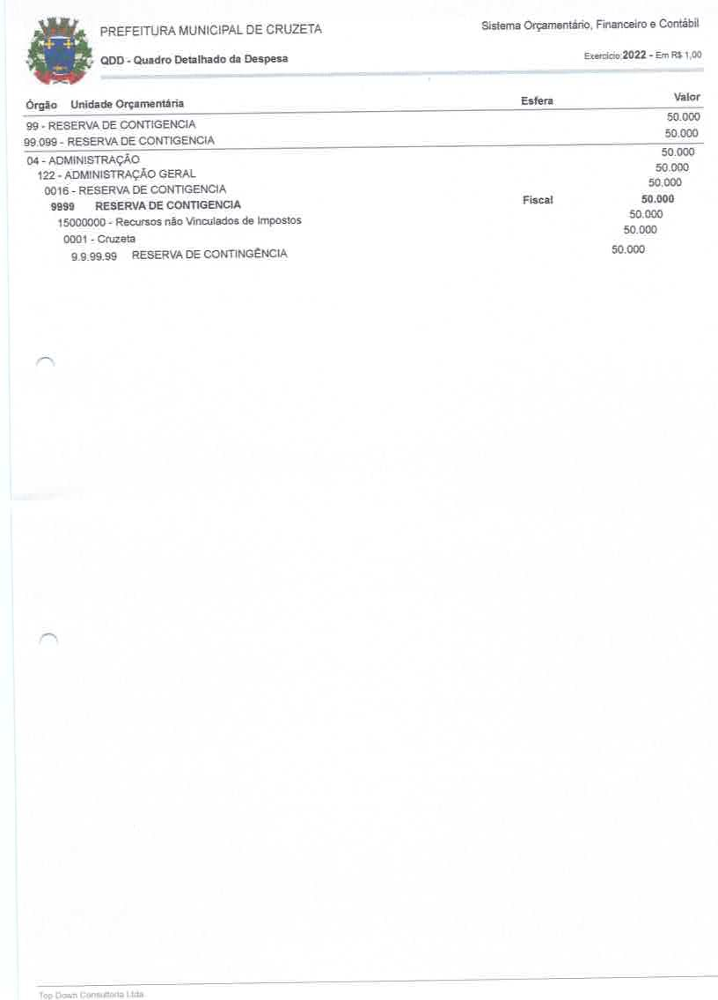 PREFEITURA MUNICIPAL DE CRUZETA
Sistema Orçamentário, Financeiro e Contábil
QDD - Quadro Detalhado da Despesa
Exercício:2022 - Em R$ 1,00
Órgão Unidade Orçamentária Esfera Valor
99 - RESERVA DE CONTIGENCIA 50.000
99.099 - RESERVA DE CONTIGENCIA 50.000
04 - ADMINISTRAÇÃO 50.000
122 - ADMINISTRAÇÃO GERAL 50.000
0016 - RESERVA DE CONTIGENCIA 50.000
9999 RESERVA DE CONTIGENCIA Fiscal 50.000
15000000 - Recursos não Vinculados de Impostos 50.000
0001 - Cruzeta 50.000
9.9.99.99 RESERVA DE CONTINGÊNCIA 50.000
Top Down Consultoria Ltda